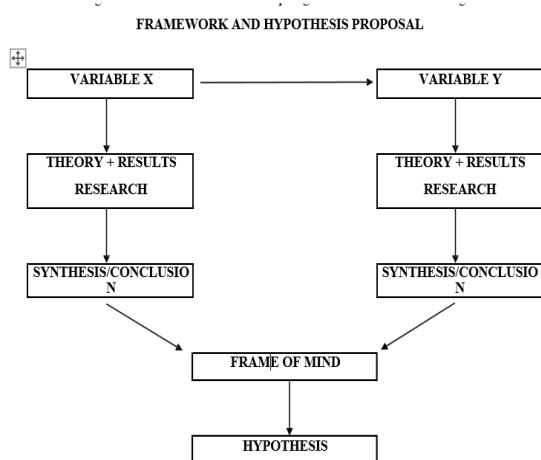 FRAMEWORK AND HYPOTHESIS PROPOSAL
VARIABLE X
VARIABLE Y
THEORY + RESULTS
RESEARCH
THEORY + RESULTS
RESEARCH
SYNTHESIS/CONCLUSIO
N
SYNTHESIS/CONCLUSIO
N
FRAME OF MIND
HYPOTHESIS